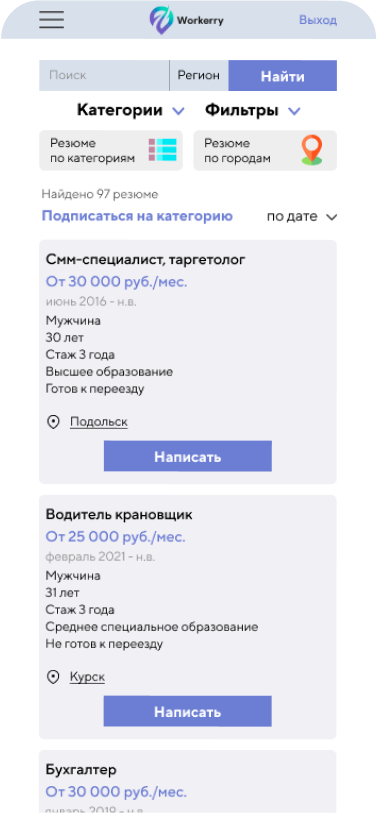 Workerry
Выход
Поиск
Регион
Найти
Категории
Фильтры
Резюме
по категориям
Резюме
по городам
Найдено 97 резюме
Подписаться на категорию
по дате
Смм-специалист, таргетолог
От 30 000 руб./мес.
июнь 2016 - н.в.
Мужчина
30 лет
Стаж 3 года
Высшее образование
Готов к переезду
Подольск
Написать
Водитель крановщик
От 25 000 руб./мес.
февраль 2021 - н.в.
Мужчина
31 лет
Стаж 3 года
Среднее специальное образование
Не готов к переезду
Курск
Написать
Бухгалтер
От 30 000 руб./мес.
январь 2019 - н.в.